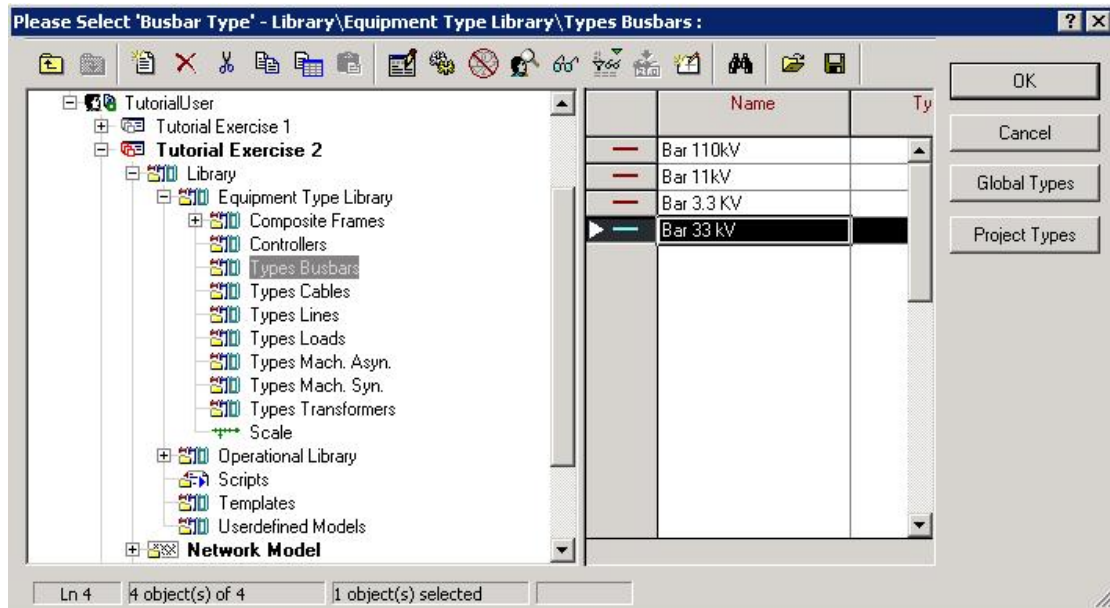 Please Select 'Busbar Type' - Library\Equipment Type Library\Types Busbars :
OK
Cancel
Global Types
Project Types
TutorialUser
Tutorial Exercise 1
Tutorial Exercise 2
Library
Equipment Type Library
Composite Frames
Controllers
Types Busbars
Types Cables
Types Lines
Types Loads
Types Mach. Asyn.
Types Mach. Syn.
Types Transformers
Scale
Operational Library
Scripts
Templates
Userdefined Models
Network Model
Name Ty
Bar 110kV
Bar 11kV
Bar 3.3 KV
Bar 33 kV
Ln 4 4 object(s) of 4 1 object(s) selected